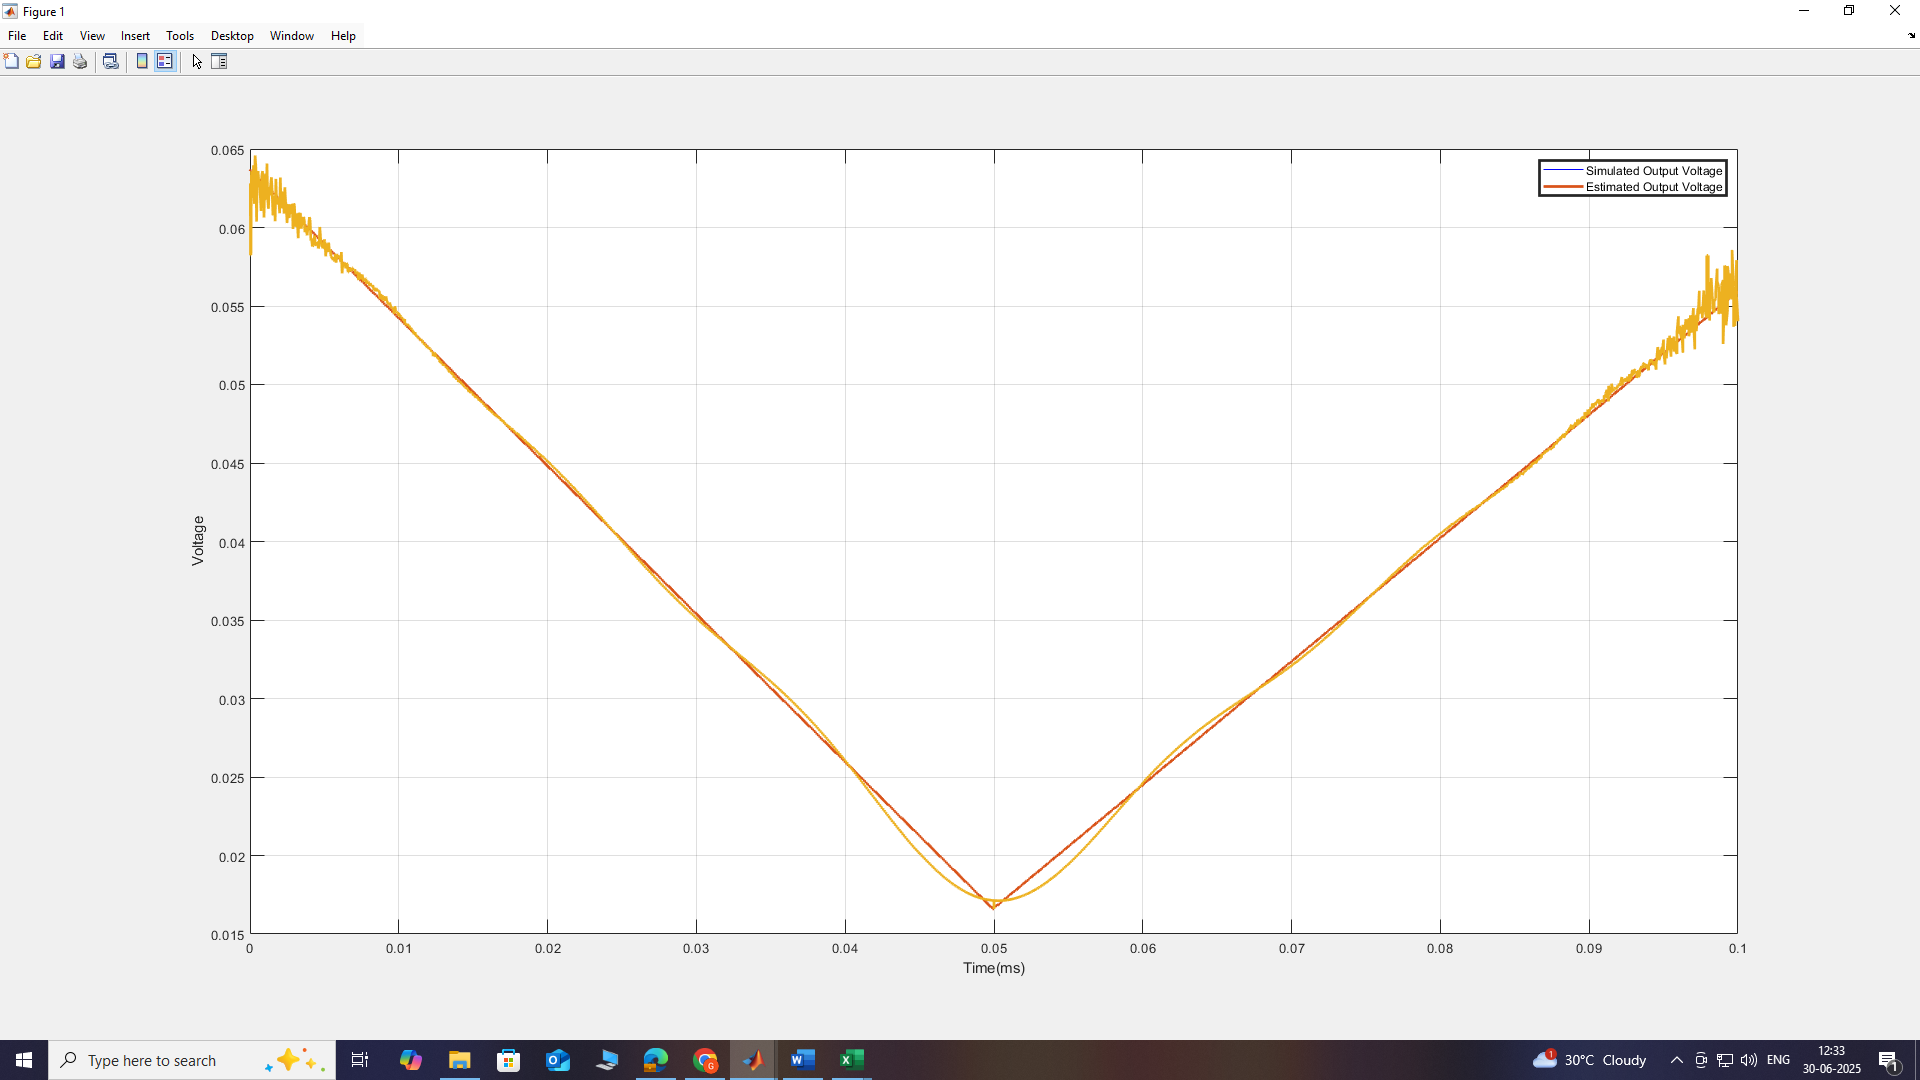 Figure 1
File Edit View Insert Tools Desktop Window Help
0.065
0.06
0.055
0.05
0.045
0.04
0.035
0.03
0.025
0.02
0.015
Voltage
Simulated Output Voltage
Estimated Output Voltage
0 0.01 0.02 0.03 0.04 0.05 0.06 0.07 0.08 0.09 0.1
Time(ms)
Type here to search
1 30°C Cloudy ENG 12:33
30-06-2025 1